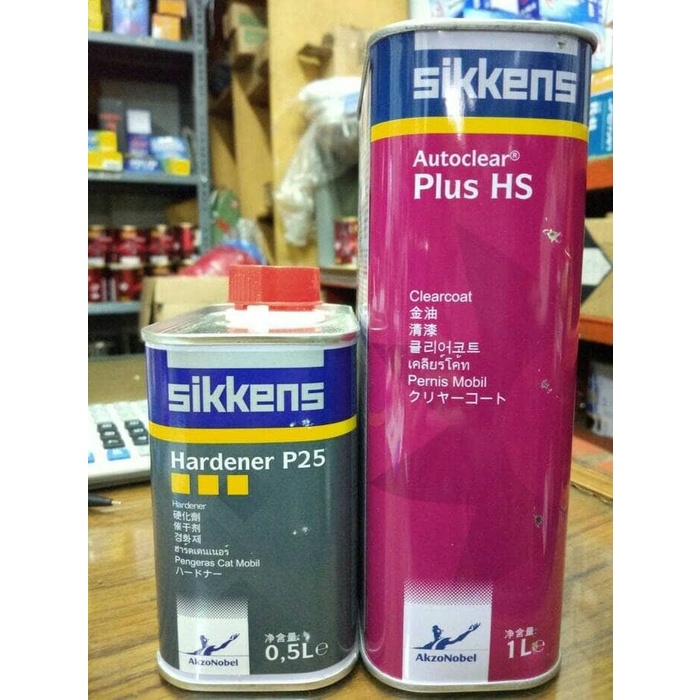 sikkens
Hardener P25
Hardener
硬化劑
催干剂
경화제
ฮาร์ดเดนเนอร์
Pengeras Cat Mobil
ハードナー
AkzoNobel
净含量:
0,5L℮
sikkens
Autoclear®
Plus HS
Clearcoat
金油
清漆
클리어코트
เคลียร์โค้ท
Pernis Mobil
クリヤーコート
AkzoNobel
净含量:
1L℮